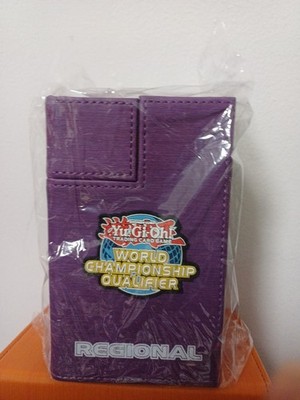 Yu-Gi-Oh!
TRADING CARD GAME
WORLD
CHAMPIONSHIP
QUALIFIER
REGIONAL